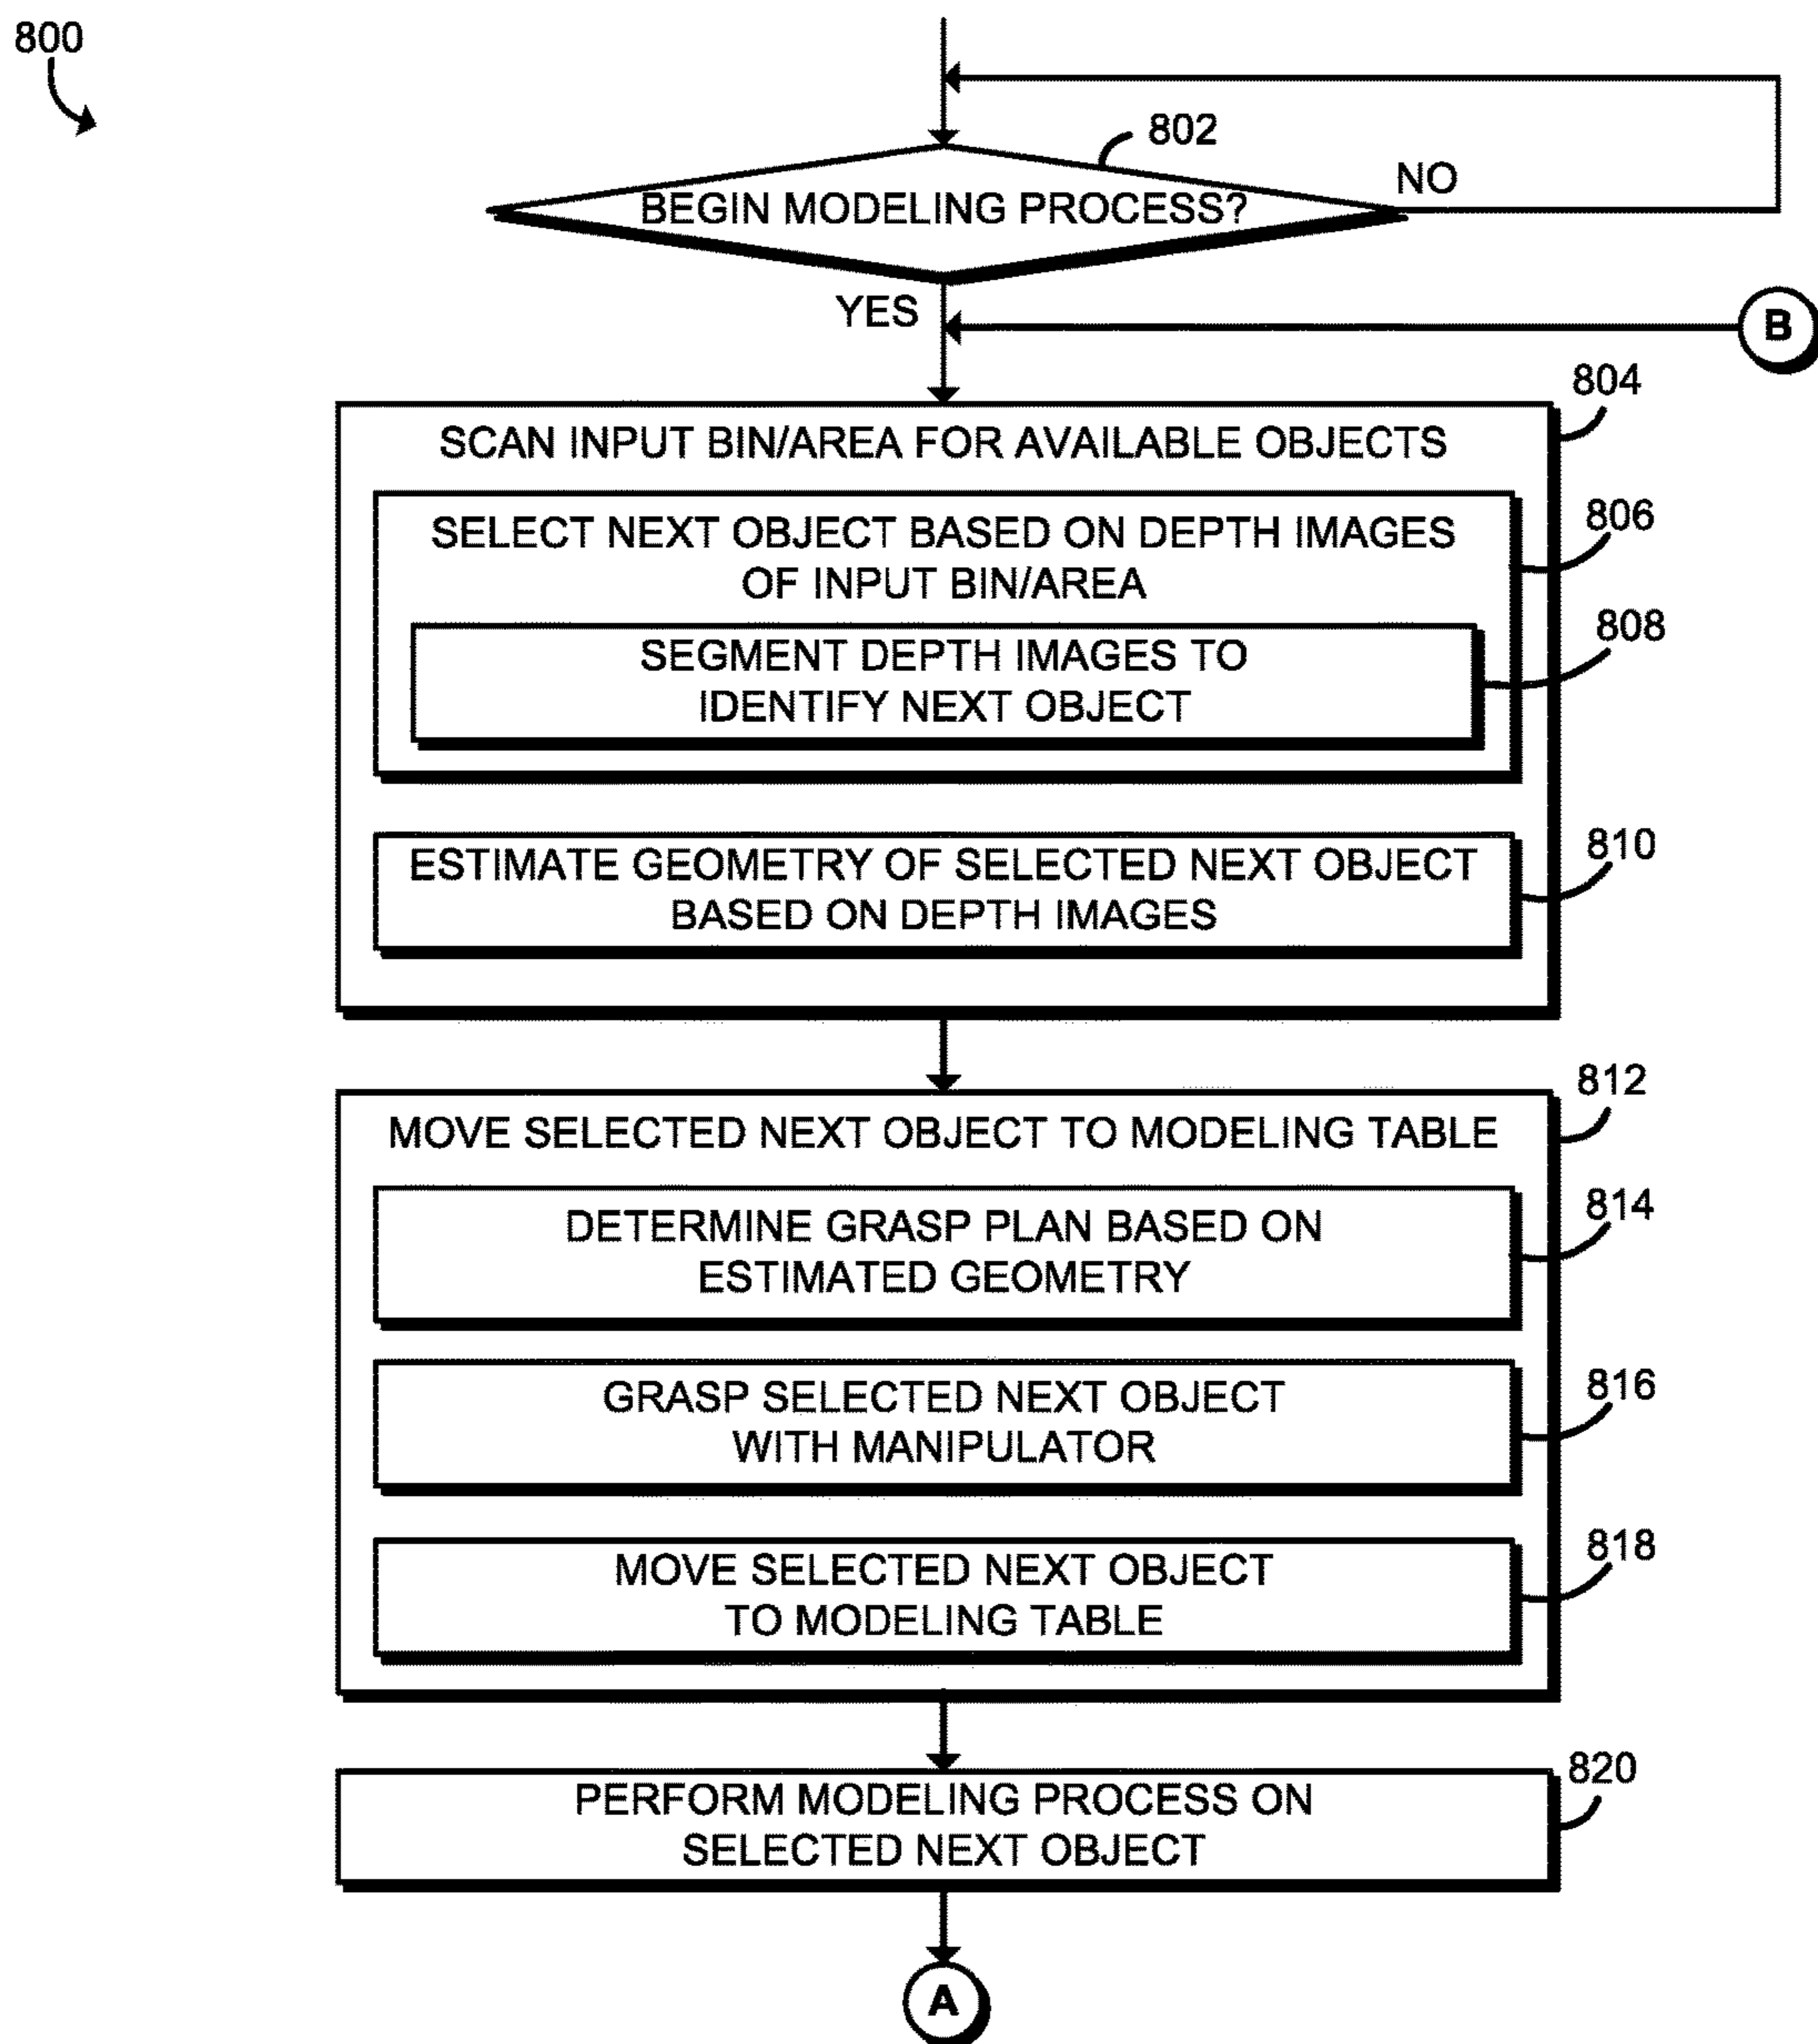 800
802
BEGIN MODELING PROCESS?
NO
YES
B
804
SCAN INPUT BIN/AREA FOR AVAILABLE OBJECTS
806
SELECT NEXT OBJECT BASED ON DEPTH IMAGES
OF INPUT BIN/AREA
808
SEGMENT DEPTH IMAGES TO
IDENTIFY NEXT OBJECT
810
ESTIMATE GEOMETRY OF SELECTED NEXT OBJECT
BASED ON DEPTH IMAGES
812
MOVE SELECTED NEXT OBJECT TO MODELING TABLE
814
DETERMINE GRASP PLAN BASED ON
ESTIMATED GEOMETRY
816
GRASP SELECTED NEXT OBJECT
WITH MANIPULATOR
818
MOVE SELECTED NEXT OBJECT
TO MODELING TABLE
820
PERFORM MODELING PROCESS ON
SELECTED NEXT OBJECT
A